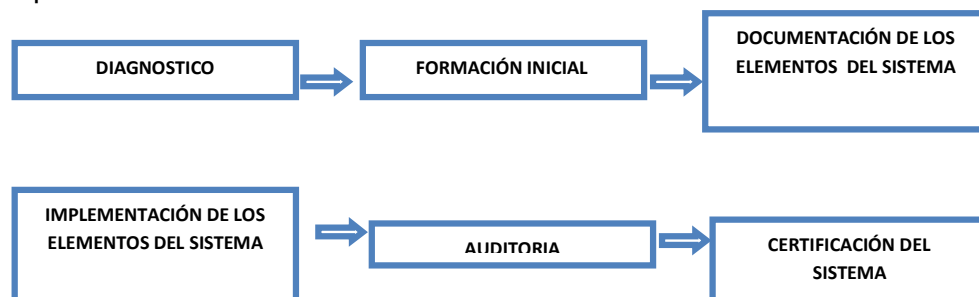 DIAGNOSTICO
FORMACIÓN INICIAL
DOCUMENTACIÓN DE LOS
ELEMENTOS DEL SISTEMA
IMPLEMENTACIÓN DE LOS
ELEMENTOS DEL SISTEMA
AUDITORIA
CERTIFICACIÓN DEL
SISTEMA